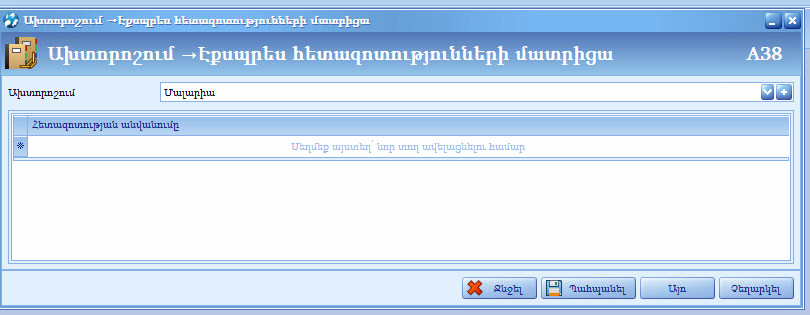 Ախտորոշում →Էքսպրես հետազոտությունների մատրիցա
Ախտորոշում →Էքսպրես հետազոտությունների մատրիցա A38
Ախտորոշում Մալարիա
Հետազոտության անվանումը
Սեղմեք այստեղ՝ նոր տող ավելացնելու համար
Ջնջել Պահպանել Այո Չեղարկել